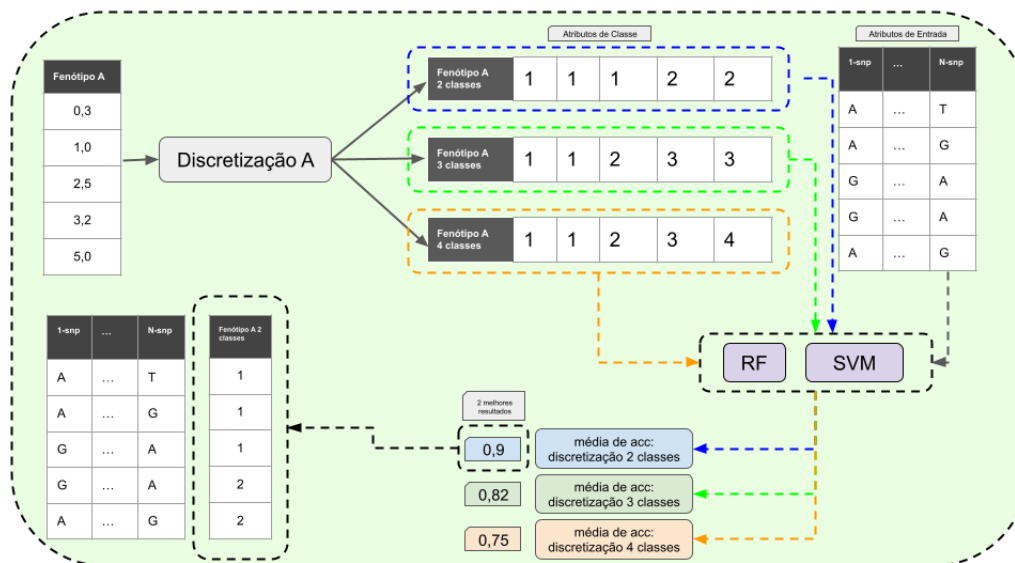 Atributos de Classe
Atributos de Entrada
Fenótipo A
0,3
1,0
2,5
3,2
5,0
Discretização A
Fenótipo A
2 classes
1 1 1 2 2
Fenótipo A
3 classes
1 1 2 3 3
Fenótipo A
4 classes
1 1 2 3 4
1-snp ... N-snp
A ... T
A ... G
G ... A
G ... A
A ... G
RF
SVM
1-snp ... N-snp
A ... T
A ... G
G ... A
G ... A
A ... G
Fenótipo A 2
classes
1
1
1
2
2
2 melhores
resultados
0,9
média de acc:
discretização 2 classes
0,82
média de acc:
discretização 3 classes
0,75
média de acc:
discretização 4 classes